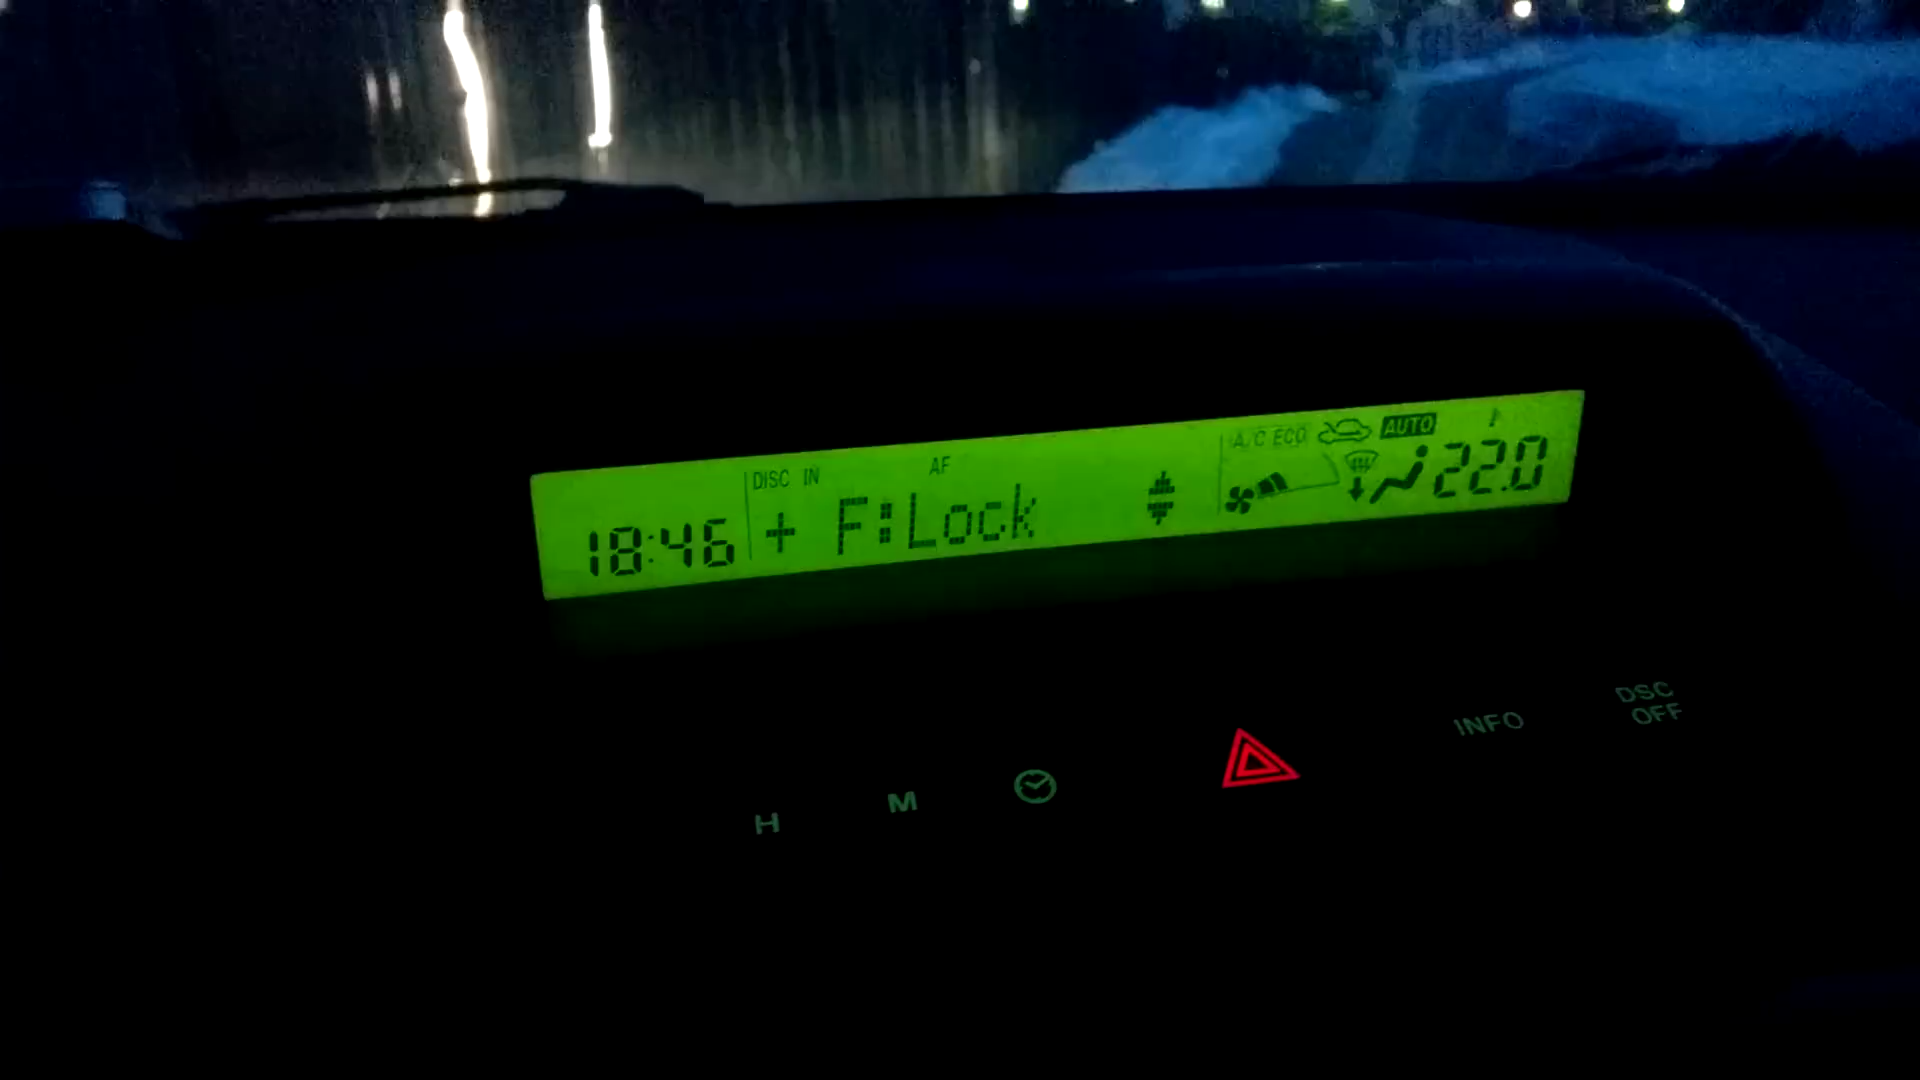 A/C ECO AUTO
DISC IN AF
18:46 + F:Lock 22.0
DSC
OFF
INFO
H M